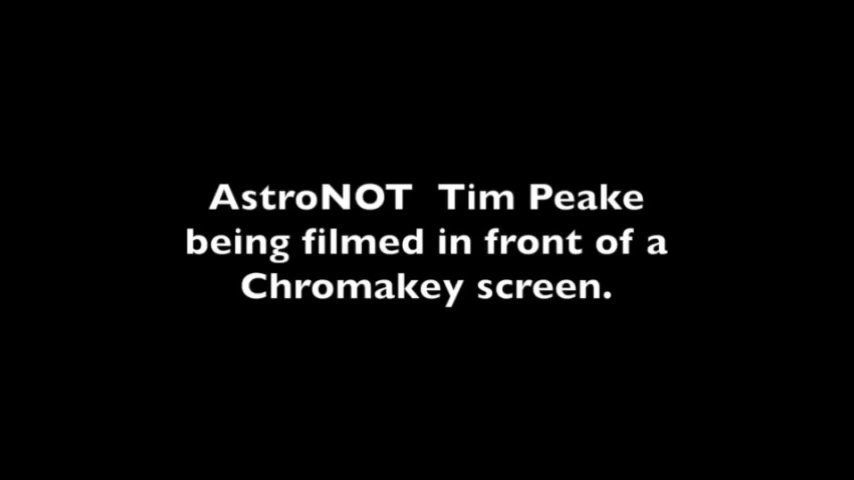 AstroNOT Tim Peake
being filmed in front of a
Chromakey screen.